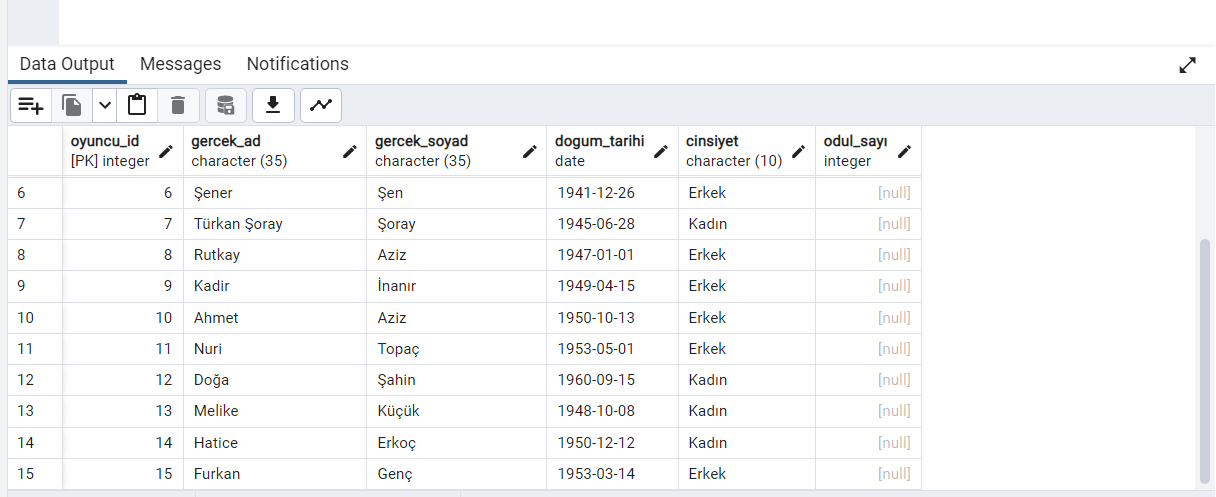 Data Output Messages Notifications
oyuncu_id gercek_ad gercek_soyad dogum_tarihi cinsiyet odul_sayı
[PK] integer character (35) character (35) date character (10) integer
6 6 Şener Şen 1941-12-26 Erkek [null]
7 7 Türkan Şoray Şoray 1945-06-28 Kadın [null]
8 8 Rutkay Aziz 1947-01-01 Erkek [null]
9 9 Kadir İnanır 1949-04-15 Erkek [null]
10 10 Ahmet Aziz 1950-10-13 Erkek [null]
11 11 Nuri Topaç 1953-05-01 Erkek [null]
12 12 Doğa Şahin 1960-09-15 Kadın [null]
13 13 Melike Küçük 1948-10-08 Kadın [null]
14 14 Hatice Erkoç 1950-12-12 Kadın [null]
15 15 Furkan Genç 1953-03-14 Erkek [null]